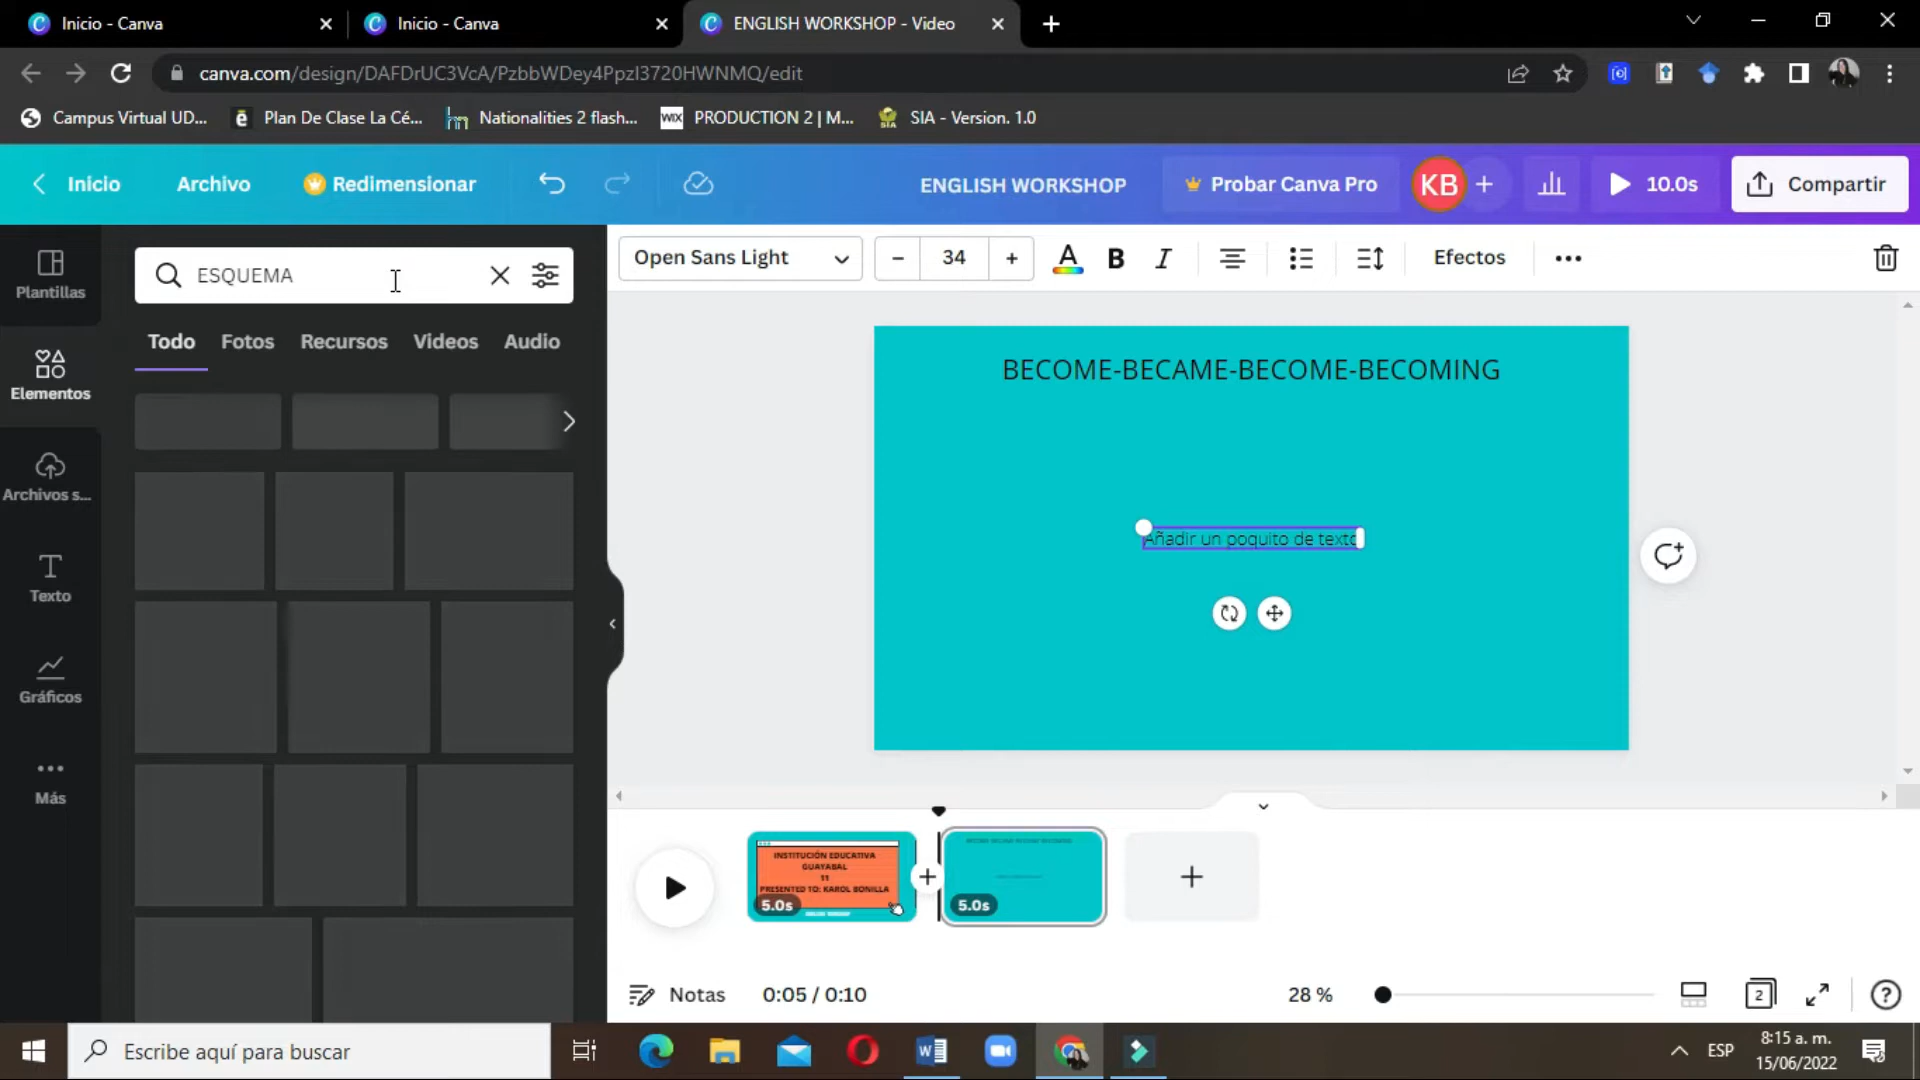 Inicio - Canva
Inicio - Canva
ENGLISH WORKSHOP - Video
canva.com/design/DAFDrUC3VcA/PzbbWDey4PpzI3720HWNMQ/edit
Campus Virtual UD...
Plan De Clase La Cé...
Nationalities 2 flash...
WIX PRODUCTION 2 | M...
SIA - Version. 1.0
Inicio
Archivo
Redimensionar
ENGLISH WORKSHOP
Probar Canva Pro
KB
10.0s
Compartir
Plantillas
Elementos
Archivos s...
Texto
Gráficos
Más
ESQUEMA
Todo
Fotos
Recursos
Videos
Audio
Open Sans Light
34
A
B
I
Efectos
BECOME-BECAME-BECOME-BECOMING
Añadir un poquito de texto
INSTITUCIÓN EDUCATIVA
GUAYABAL
11
PRESENTED TO: KAROL BONILLA
5.0s
5.0s
Notas
0:05 / 0:10
28 %
2
Escribe aquí para buscar
ESP
8:15 a. m.
15/06/2022